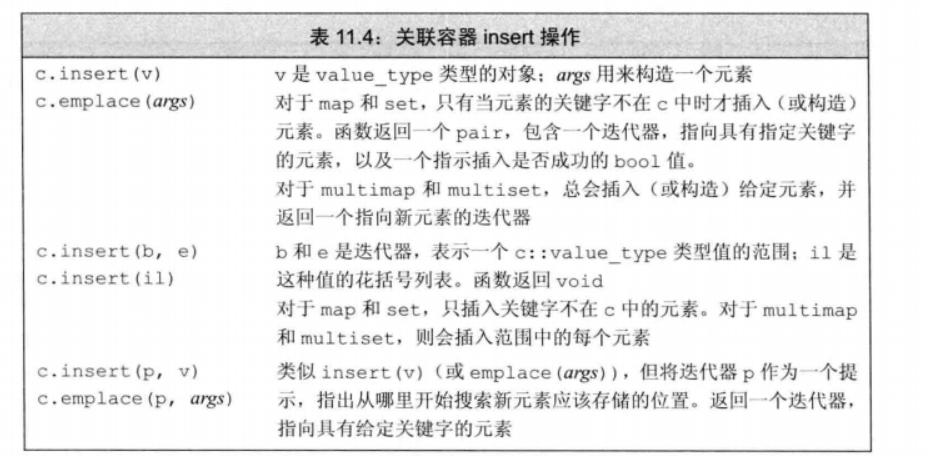 表 11.4：关联容器 insert 操作
c.insert(v) v 是 value_type 类型的对象；args 用来构造一个元素
c.emplace(args) 对于 map 和 set，只有当元素的关键字不在 c 中时才插入（或构造）
元素。函数返回一个 pair，包含一个迭代器，指向具有指定关键字
的元素，以及一个指示插入是否成功的 bool 值。
对于 multimap 和 multiset，总会插入（或构造）给定元素，并
返回一个指向新元素的迭代器
c.insert(b, e) b 和 e 是迭代器，表示一个 c::value_type 类型值的范围；il 是
c.insert(il) 这种值的花括号列表。函数返回 void
对于 map 和 set，只插入关键字不在 c 中的元素。对于 multimap
和 multiset，则会插入范围中的每个元素
c.insert(p, v) 类似 insert(v)（或 emplace(args)），但将迭代器 p 作为一个提
c.emplace(p, args) 示，指出从哪里开始搜索新元素应该存储的位置。返回一个迭代器，
指向具有给定关键字的元素